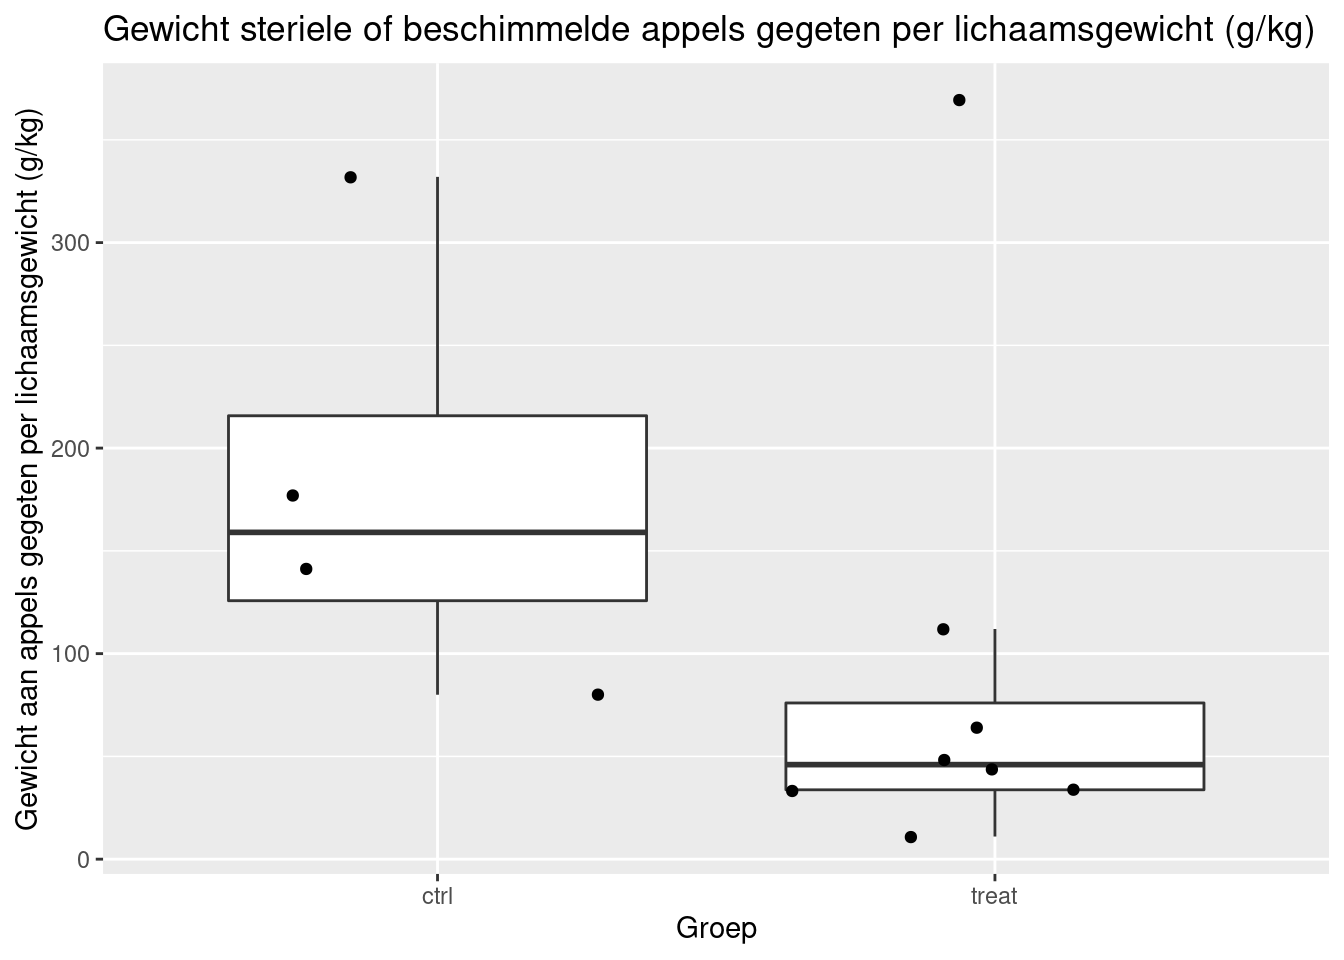 Gewicht steriele of beschimmelde appels gegeten per lichaamsgewicht (g/kg)
Gewicht aan appels gegeten per lichaamsgewicht (g/kg)
300
200
100
0
ctrl
treat
Groep